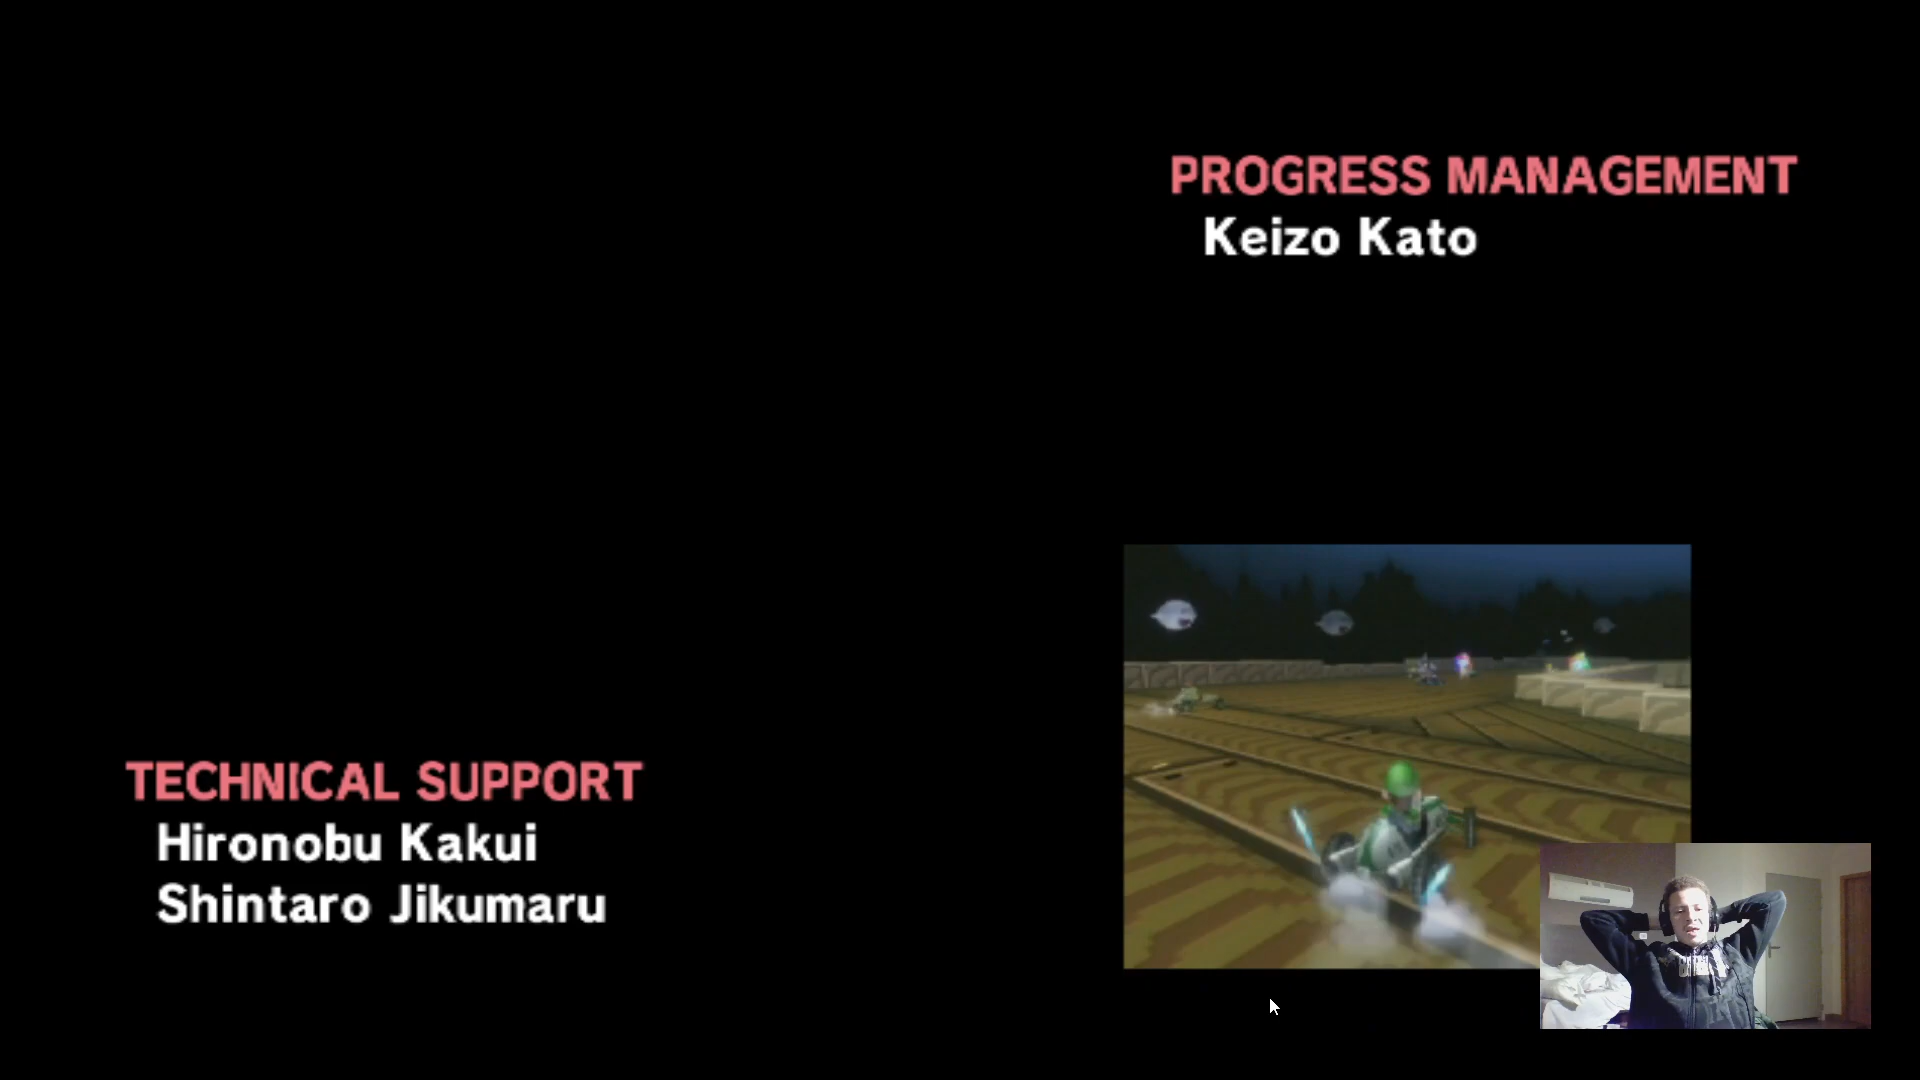 PROGRESS MANAGEMENT
Keizo Kato
TECHNICAL SUPPORT
Hironobu Kakui
Shintaro Jikumaru